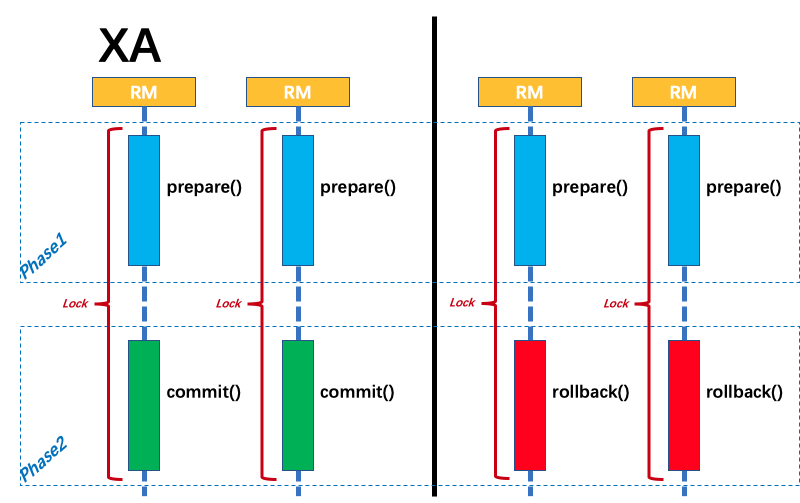 XA
RM RM RM RM
prepare() prepare() prepare() prepare()
Phase1
Lock Lock Lock Lock
commit() commit() rollback() rollback()
Phase2